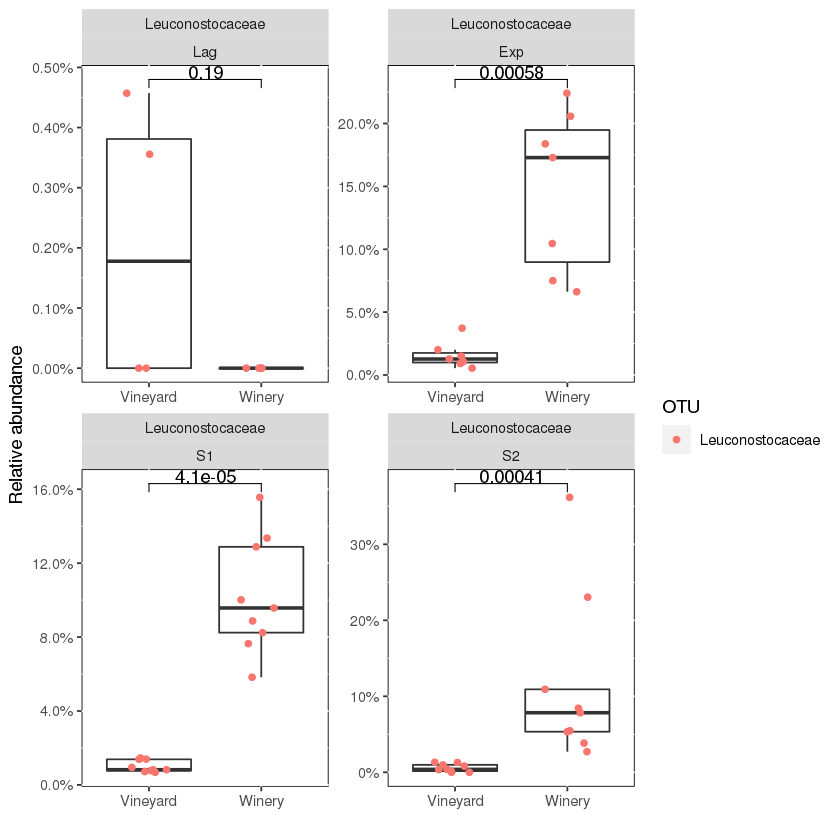 Leuconostocaceae
Lag
0.19
0.50%
0.40%
0.30%
0.20%
0.10%
0.00%
Vineyard Winery
Leuconostocaceae
Exp
0.00058
20.0%
15.0%
10.0%
5.0%
0.0%
Vineyard Winery
Relative abundance
Leuconostocaceae
S1
4.1e-05
16.0%
12.0%
8.0%
4.0%
0.0%
Vineyard Winery
Leuconostocaceae
S2
0.00041
30%
20%
10%
0%
Vineyard Winery
OTU
Leuconostocaceae